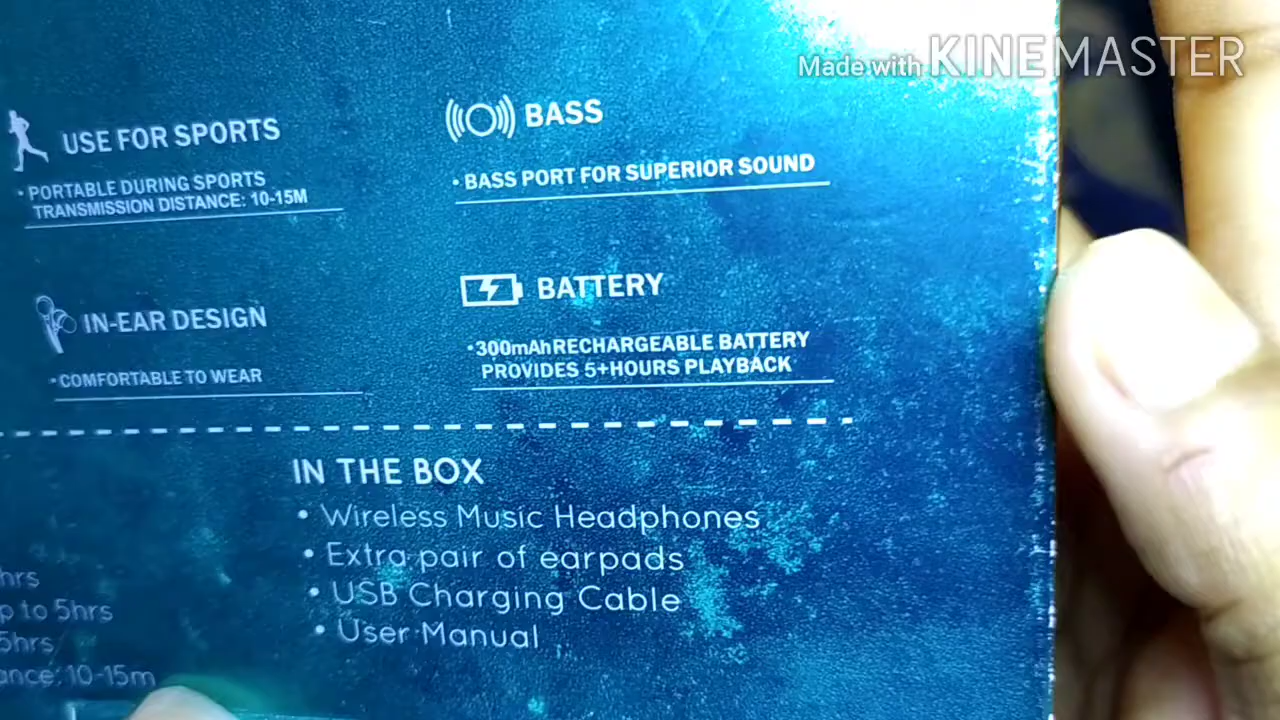 Made with KINEMASTER
USE FOR SPORTS
• PORTABLE DURING SPORTS
TRANSMISSION DISTANCE: 10-15M
BASS
• BASS PORT FOR SUPERIOR SOUND
IN-EAR DESIGN
• COMFORTABLE TO WEAR
BATTERY
• 300mAh RECHARGEABLE BATTERY
PROVIDES 5+HOURS PLAYBACK
IN THE BOX
• Wireless Music Headphones
• Extra pair of earpads
• USB Charging Cable
• User Manual
hrs
p to 5hrs
5hrs
ance: 10-15m